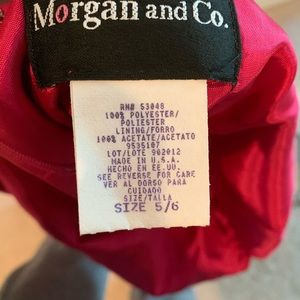 Morgan and Co.
RN# 53048
100% POLYESTER/
POLIESTER
LINING/FORRO
100% ACETATE/ACETATO
9535107
LOT/LOTE 902012
MADE IN U.S.A.
HECHO EN EE.UU.
SEE REVERSE FOR CARE
VER AL DORSO PARA
CUIDADO
SIZE/TALLA
SIZE 5/6